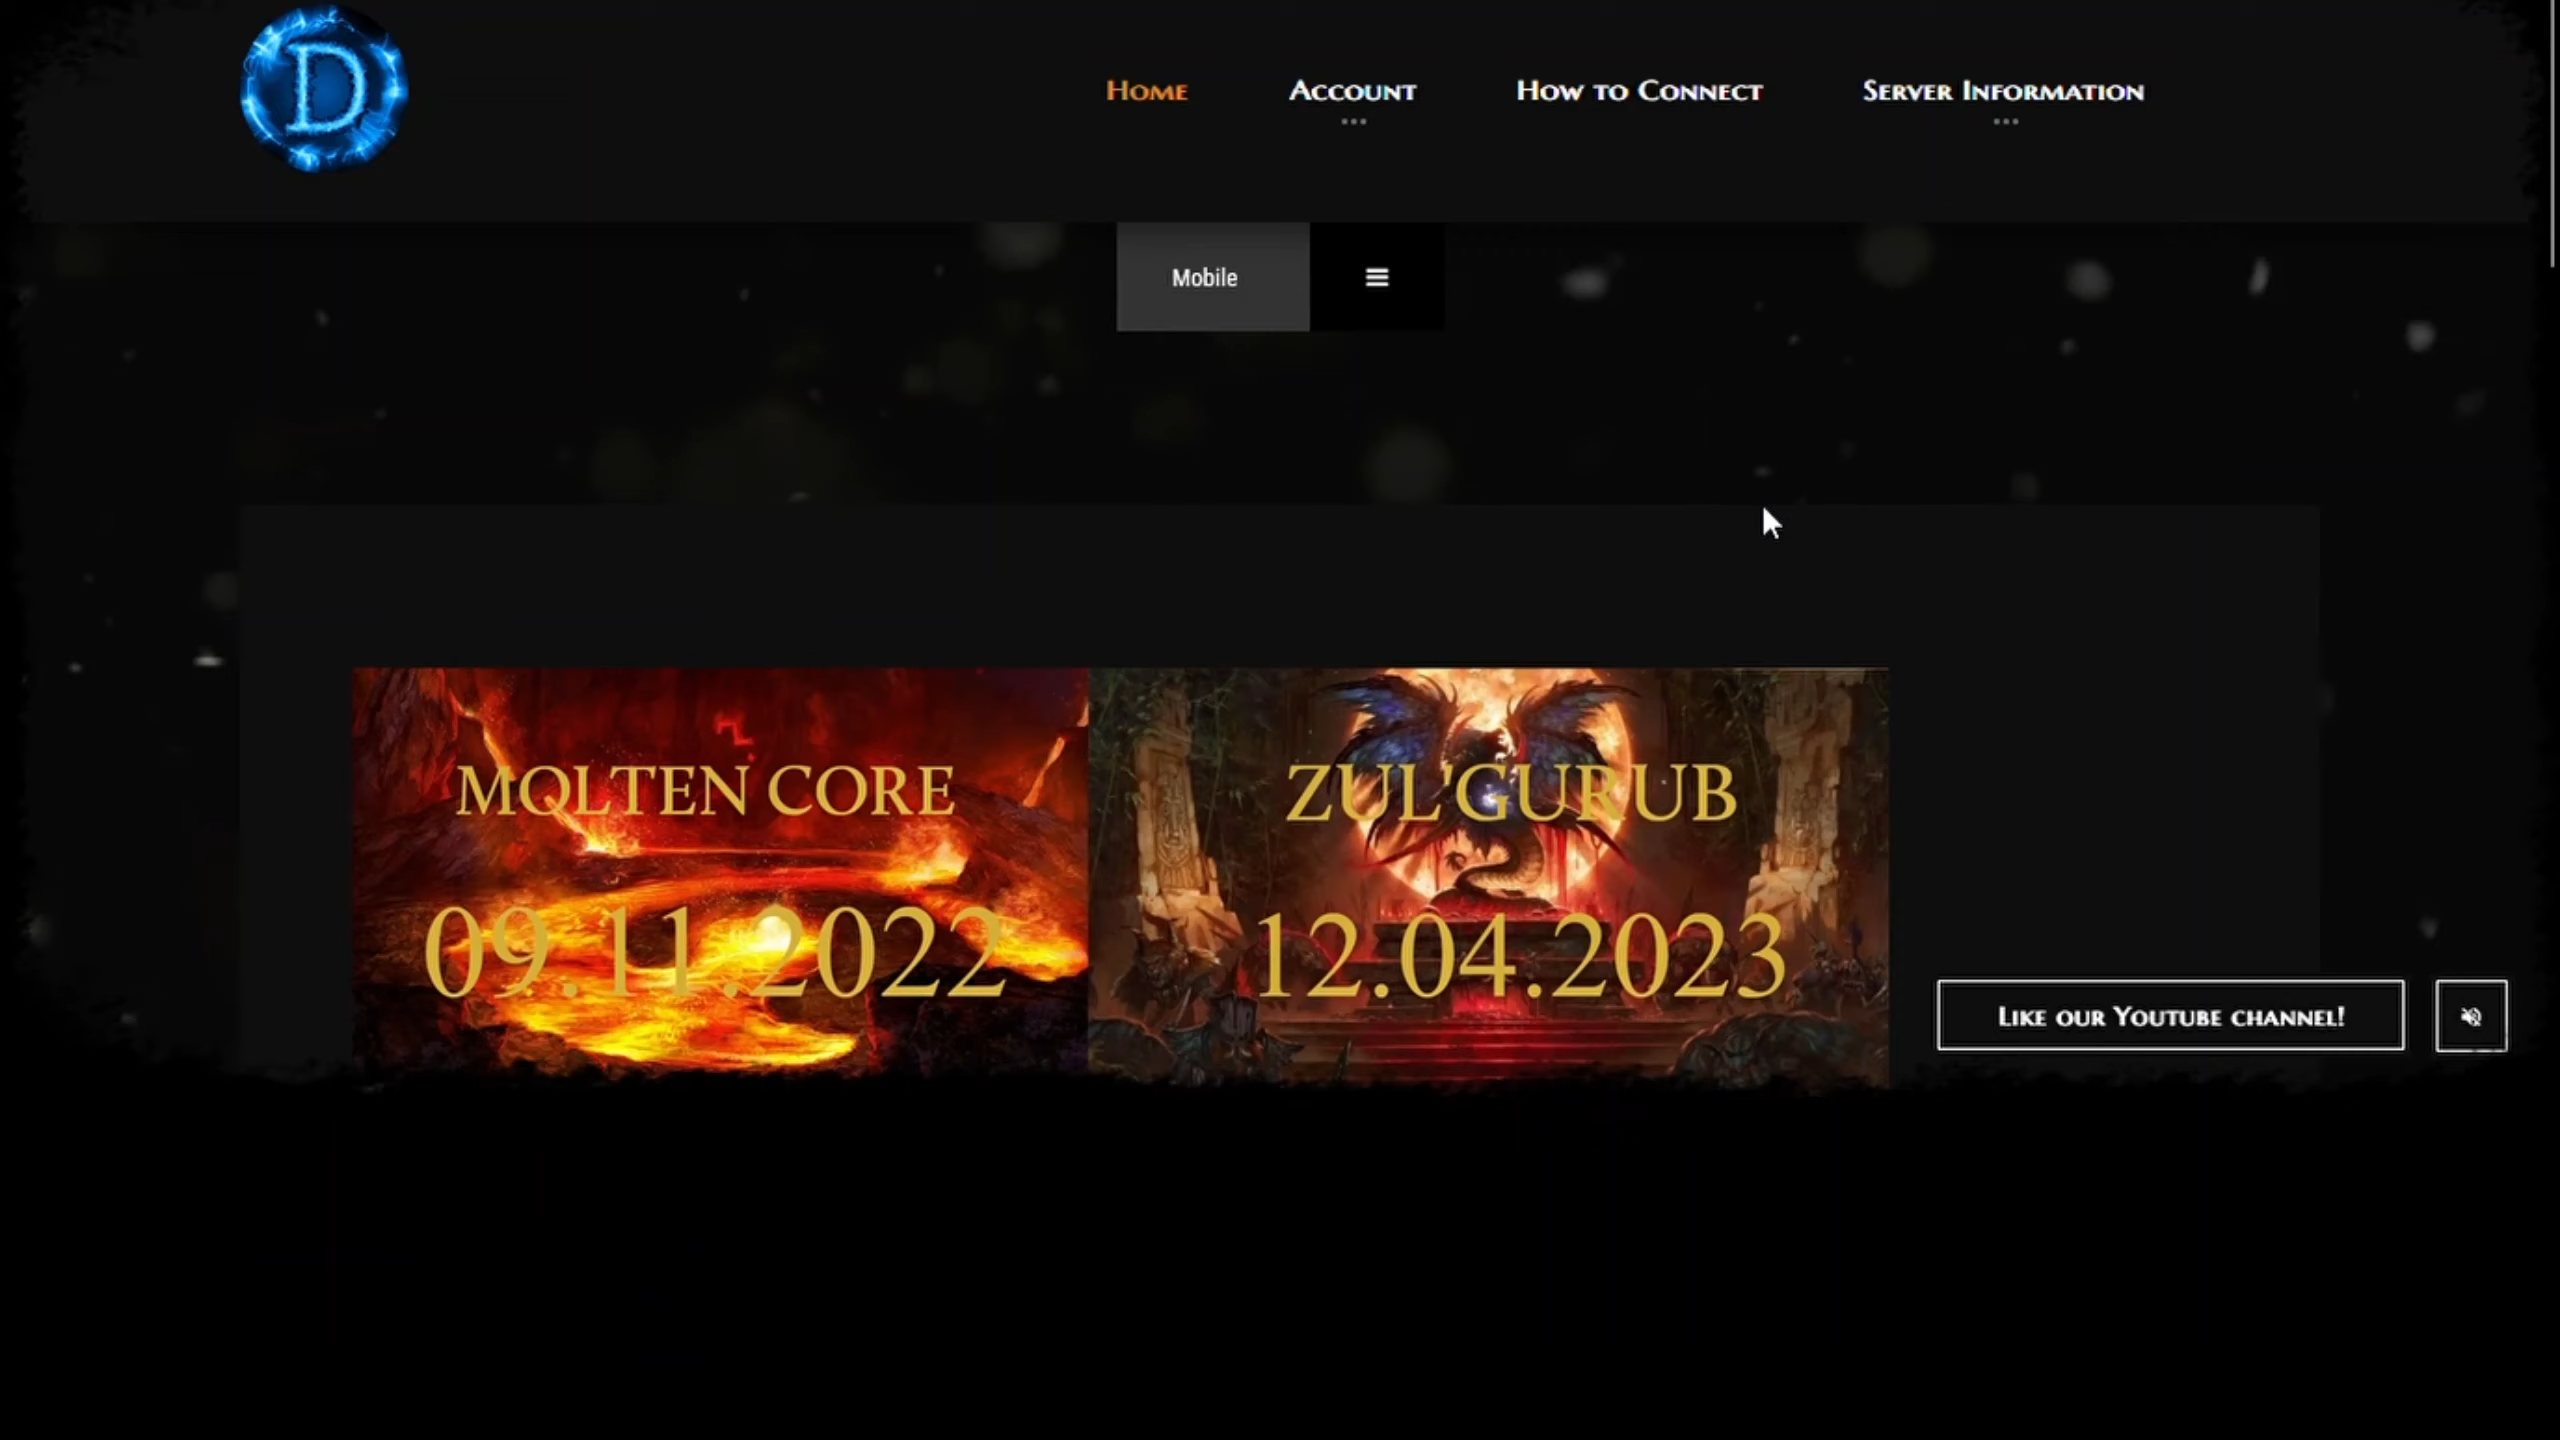 D
Home
Account
How to Connect
Server Information
Mobile
MOLTEN CORE
09.11.2022
ZUL'GURUB
12.04.2023
Like our Youtube channel!